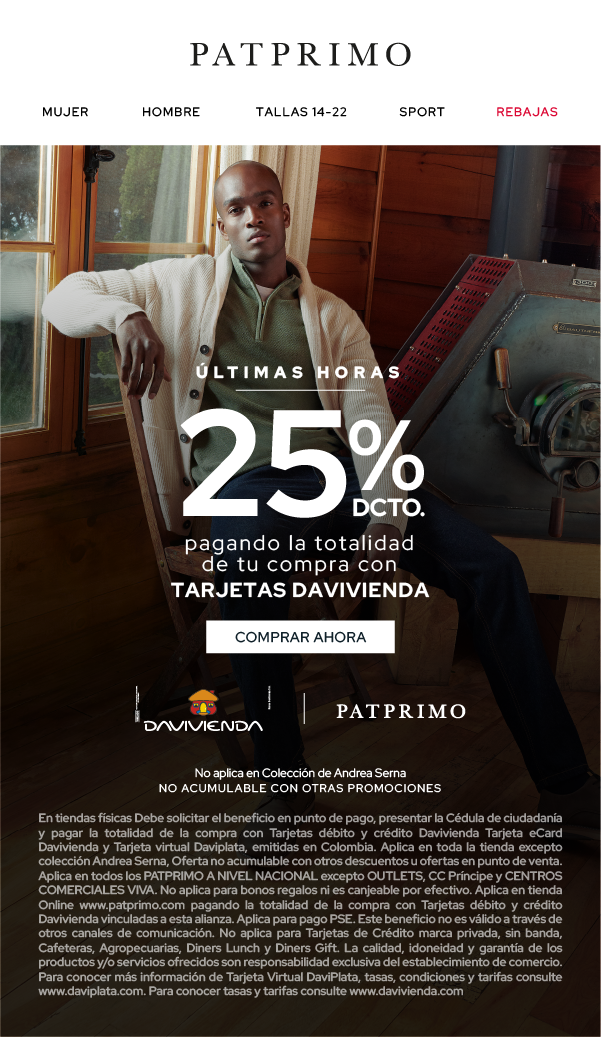 PATPRIMO
MUJER HOMBRE TALLAS 14-22 SPORT REBAJAS
ÚLTIMAS HORAS
25%
DCTO.
pagando la totalidad
de tu compra con
TARJETAS DAVIVIENDA
COMPRAR AHORA
DAVIVIENDA PATPRIMO
No aplica en Colección de Andrea Serna
NO ACUMULABLE CON OTRAS PROMOCIONES
En tiendas físicas Debe solicitar el beneficio en punto de pago, presentar la Cédula de ciudadanía
y pagar la totalidad de la compra con Tarjetas débito y crédito Davivienda Tarjeta eCard
Davivienda y Tarjeta virtual Daviplata, emitidas en Colombia. Aplica en toda la tienda excepto
colección Andrea Serna, Oferta no acumulable con otros descuentos u ofertas en punto de venta.
Aplica en todos los PATPRIMO A NIVEL NACIONAL excepto OUTLETS, CC Príncipe y CENTROS
COMERCIALES VIVA. No aplica para bonos regalos ni es canjeable por efectivo. Aplica en tienda
Online www.patprimo.com pagando la totalidad de la compra con Tarjetas débito y crédito
Davivienda vinculadas a esta alianza. Aplica para pago PSE. Este beneficio no es válido a través de
otros canales de comunicación. No aplica para Tarjetas de Crédito marca privada, sin banda,
Cafeteras, Agropecuarias, Diners Lunch y Diners Gift. La calidad, idoneidad y garantía de los
productos y/o servicios ofrecidos son responsabilidad exclusiva del establecimiento de comercio.
Para conocer más información de Tarjeta Virtual DaviPlata, tasas, condiciones y tarifas consulte
www.daviplata.com. Para conocer tasas y tarifas consulte www.davivienda.com